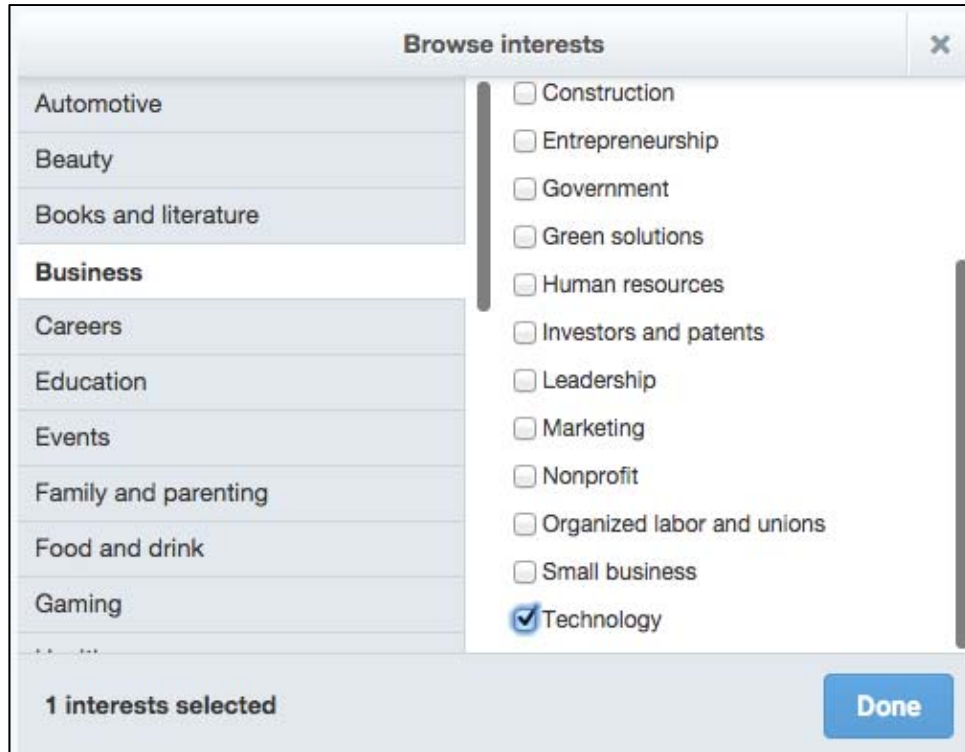 Browse interests
Automotive
Beauty
Books and literature
Business
Careers
Education
Events
Family and parenting
Food and drink
Gaming
Construction
Entrepreneurship
Government
Green solutions
Human resources
Investors and patents
Leadership
Marketing
Nonprofit
Organized labor and unions
Small business
Technology
1 interests selected
Done